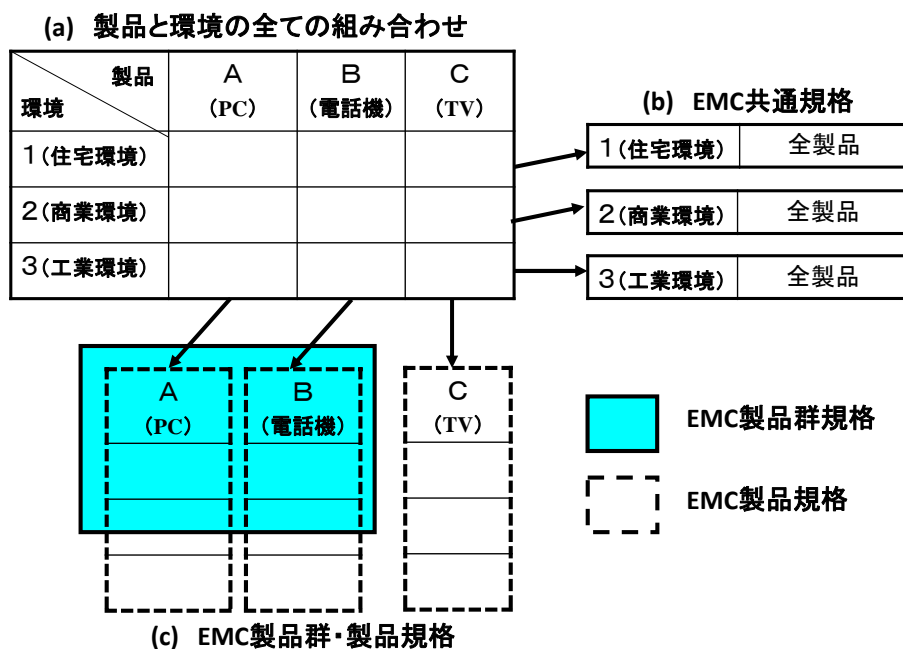 (a) 製品と環境の全ての組み合わせ
製品
環境
A
(PC)
B
(電話機)
C
(TV)
1(住宅環境)
2(商業環境)
3(工業環境)
(b) EMC共通規格
1(住宅環境) 全製品
2(商業環境) 全製品
3(工業環境) 全製品
A
(PC)
B
(電話機)
C
(TV)
EMC製品群規格
EMC製品規格
(c) EMC製品群・製品規格